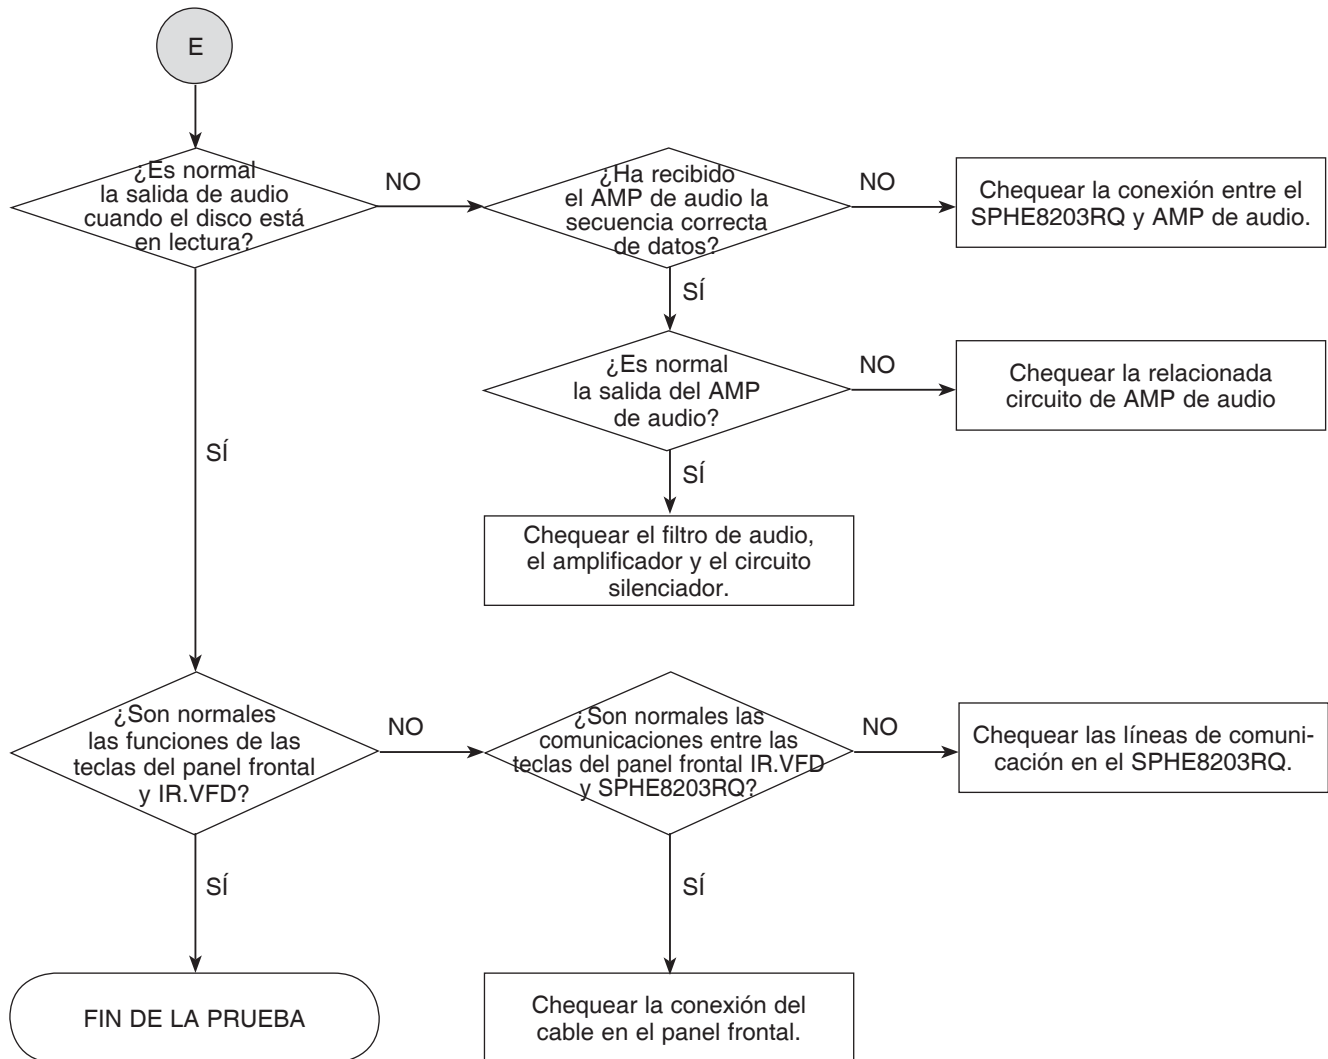 E
¿Es normal
la salida de audio
cuando el disco está
en lectura?
NO
¿Ha recibido
el AMP de audio la
secuencia correcta
de datos?
NO
Chequear la conexión entre el
SPHE8203RQ y AMP de audio.
SÍ
¿Es normal
la salida del AMP
de audio?
NO
Chequear la relacionada
circuito de AMP de audio
SÍ
SÍ
Chequear el filtro de audio,
el amplificador y el circuito
silenciador.
¿Son normales
las funciones de las
teclas del panel frontal
y IR.VFD?
NO
¿Son normales las
comunicaciones entre las
teclas del panel frontal IR.VFD
y SPHE8203RQ?
NO
Chequear las líneas de comuni-
cación en el SPHE8203RQ.
SÍ
SÍ
FIN DE LA PRUEBA
Chequear la conexión del
cable en el panel frontal.